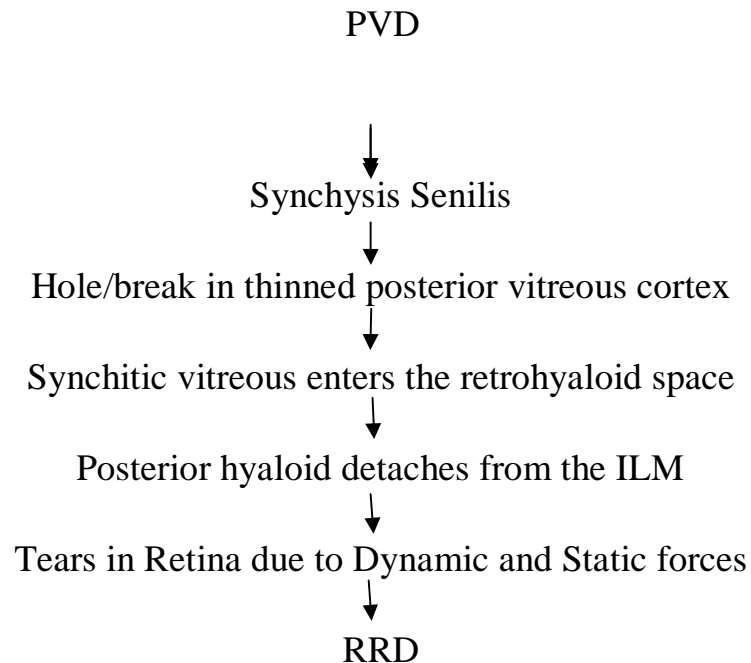 PVD
Synchysis Senilis
Hole/break in thinned posterior vitreous cortex
Synchitic vitreous enters the retrohyaloid space
Posterior hyaloid detaches from the ILM
Tears in Retina due to Dynamic and Static forces
RRD